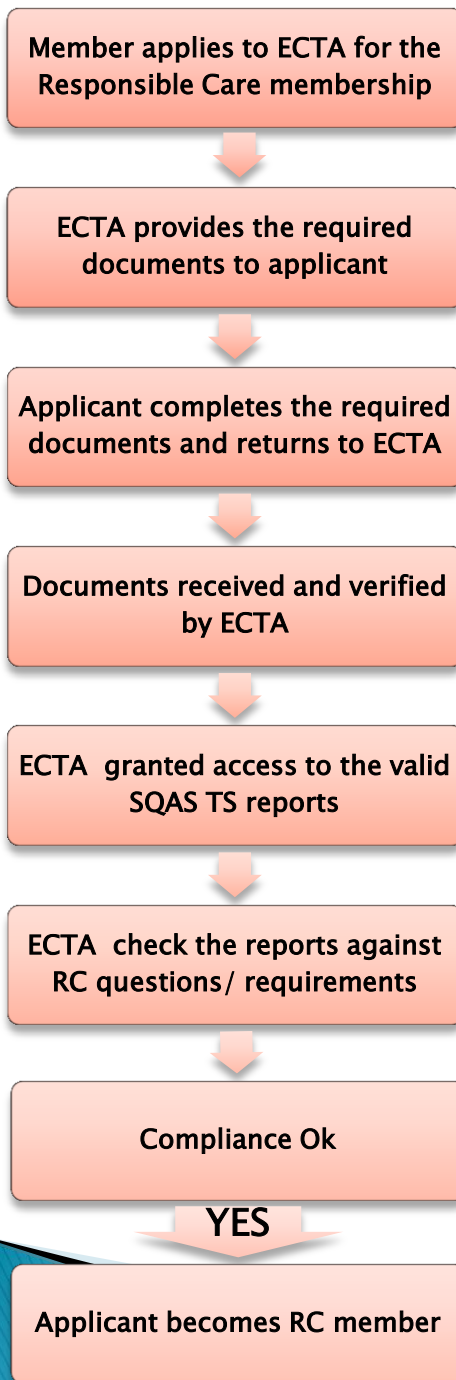 Member applies to ECTA for the
Responsible Care membership
ECTA provides the required
documents to applicant
Applicant completes the required
documents and returns to ECTA
Documents received and verified
by ECTA
ECTA  granted access to the valid
SQAS TS reports
ECTA  check the reports against
RC questions/ requirements
Compliance Ok
YES
Applicant becomes RC member